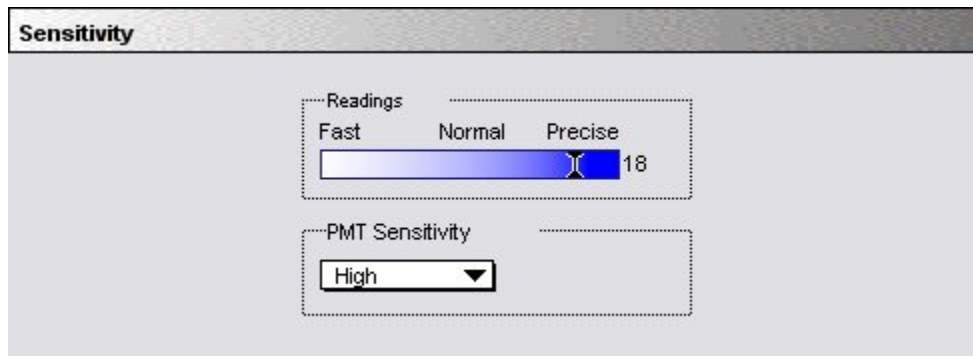 Sensitivity
Readings
Fast Normal Precise
18
PMT Sensitivity
High